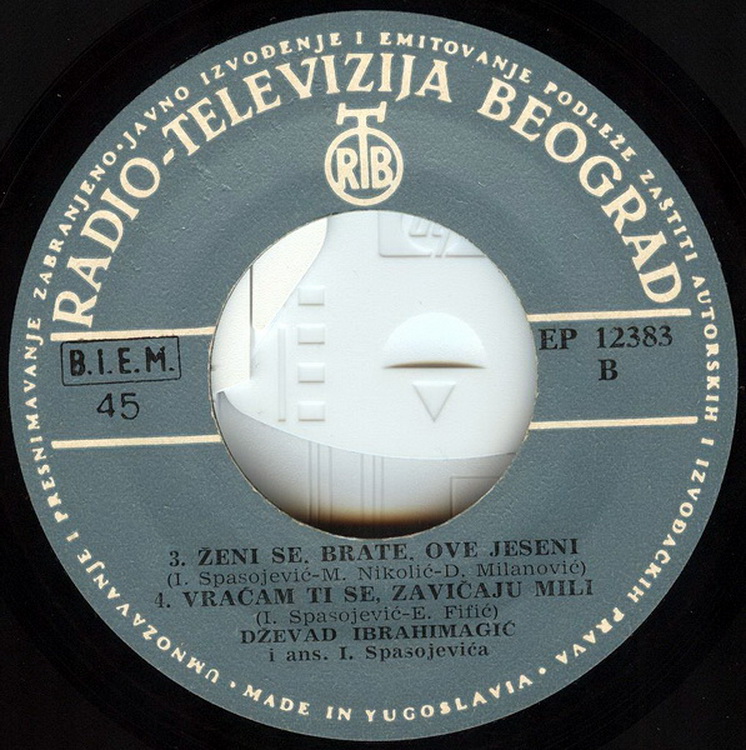 UMNOŽAVANJE I PRESNIMAVANJE ZABRANJENO·JAVNO IZVOĐENJE I EMITOVANJE PODLEŽE ZAŠTITI AUTORSKIH I IZVOĐAČKIH PRAVA·
RADIO-TELEVIZIJA BEOGRAD
RTB
B.I.E.M.
45
EP 12383
B
3. ŽENI SE, BRATE, OVE JESENI
(I. Spasojević-M. Nikolić-D. Milanović)
4. VRAĆAM TI SE, ZAVIČAJU MILI
(I. Spasojević-E. Fifić)
DŽEVAD IBRAHIMAGIĆ
i ans. I. Spasojevića
·MADE IN YUGOSLAVIA·